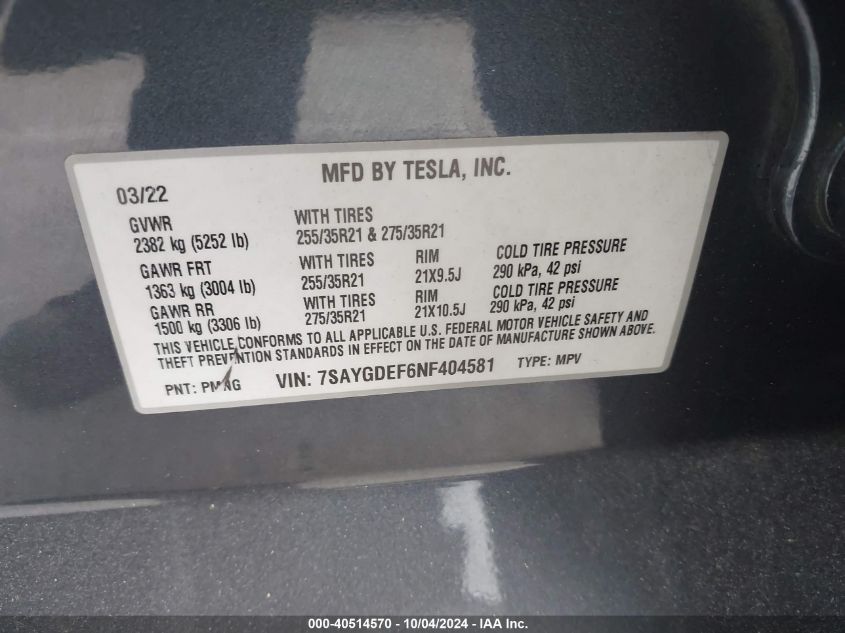 MFD BY TESLA, INC.
03/22
GVWR
2382 kg (5252 lb)
WITH TIRES
255/35R21 & 275/35R21
GAWR FRT
1363 kg (3004 lb)
WITH TIRES
255/35R21
RIM
21X9.5J
COLD TIRE PRESSURE
290 kPa, 42 psi
GAWR RR
1500 kg (3306 lb)
WITH TIRES
275/35R21
RIM
21X10.5J
COLD TIRE PRESSURE
290 kPa, 42 psi
THIS VEHICLE CONFORMS TO ALL APPLICABLE U.S. FEDERAL MOTOR VEHICLE SAFETY AND
THEFT PREVENTION STANDARDS IN EFFECT ON THE DATE OF MANUFACTURE SHOWN ABOVE.
PNT: PMNG VIN: 7SAYGDEF6NF404581 TYPE: MPV
000-40514570 - 10/04/2024 - IAA Inc.